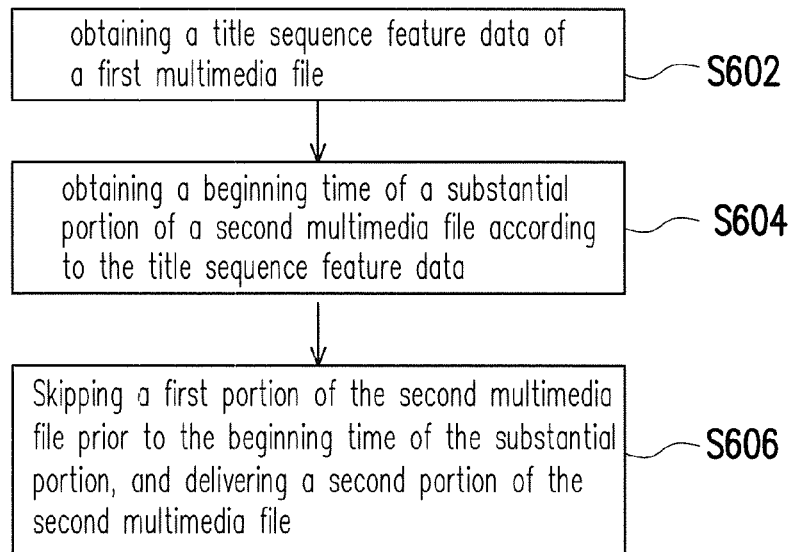 obtaining a title sequence feature data of
a first multimedia file
S602
obtaining a beginning time of a substantial
portion of a second multimedia file according
to the title sequence feature data
S604
Skipping a first portion of the second multimedia
file prior to the beginning time of the substantial
portion, and delivering a second portion of the
second multimedia file
S606